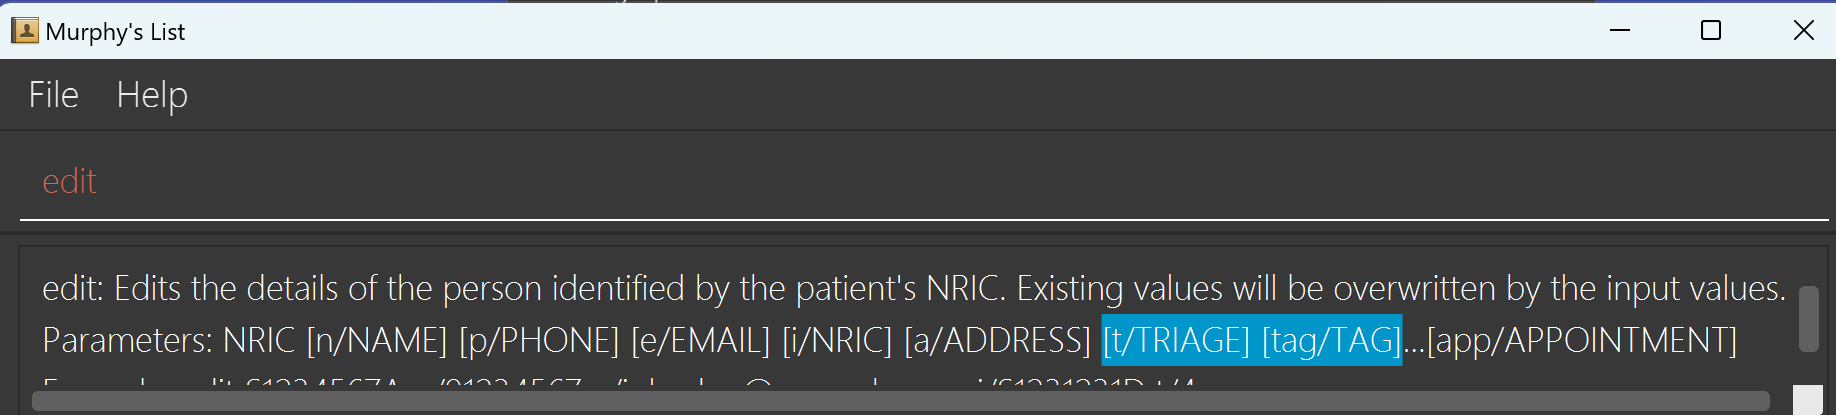 Murphy's List
File Help
edit
edit: Edits the details of the person identified by the patient's NRIC. Existing values will be overwritten by the input values.
Parameters: NRIC [n/NAME] [p/PHONE] [e/EMAIL] [i/NRIC] [a/ADDRESS] [t/TRIAGE] [tag/TAG]...[app/APPOINTMENT]